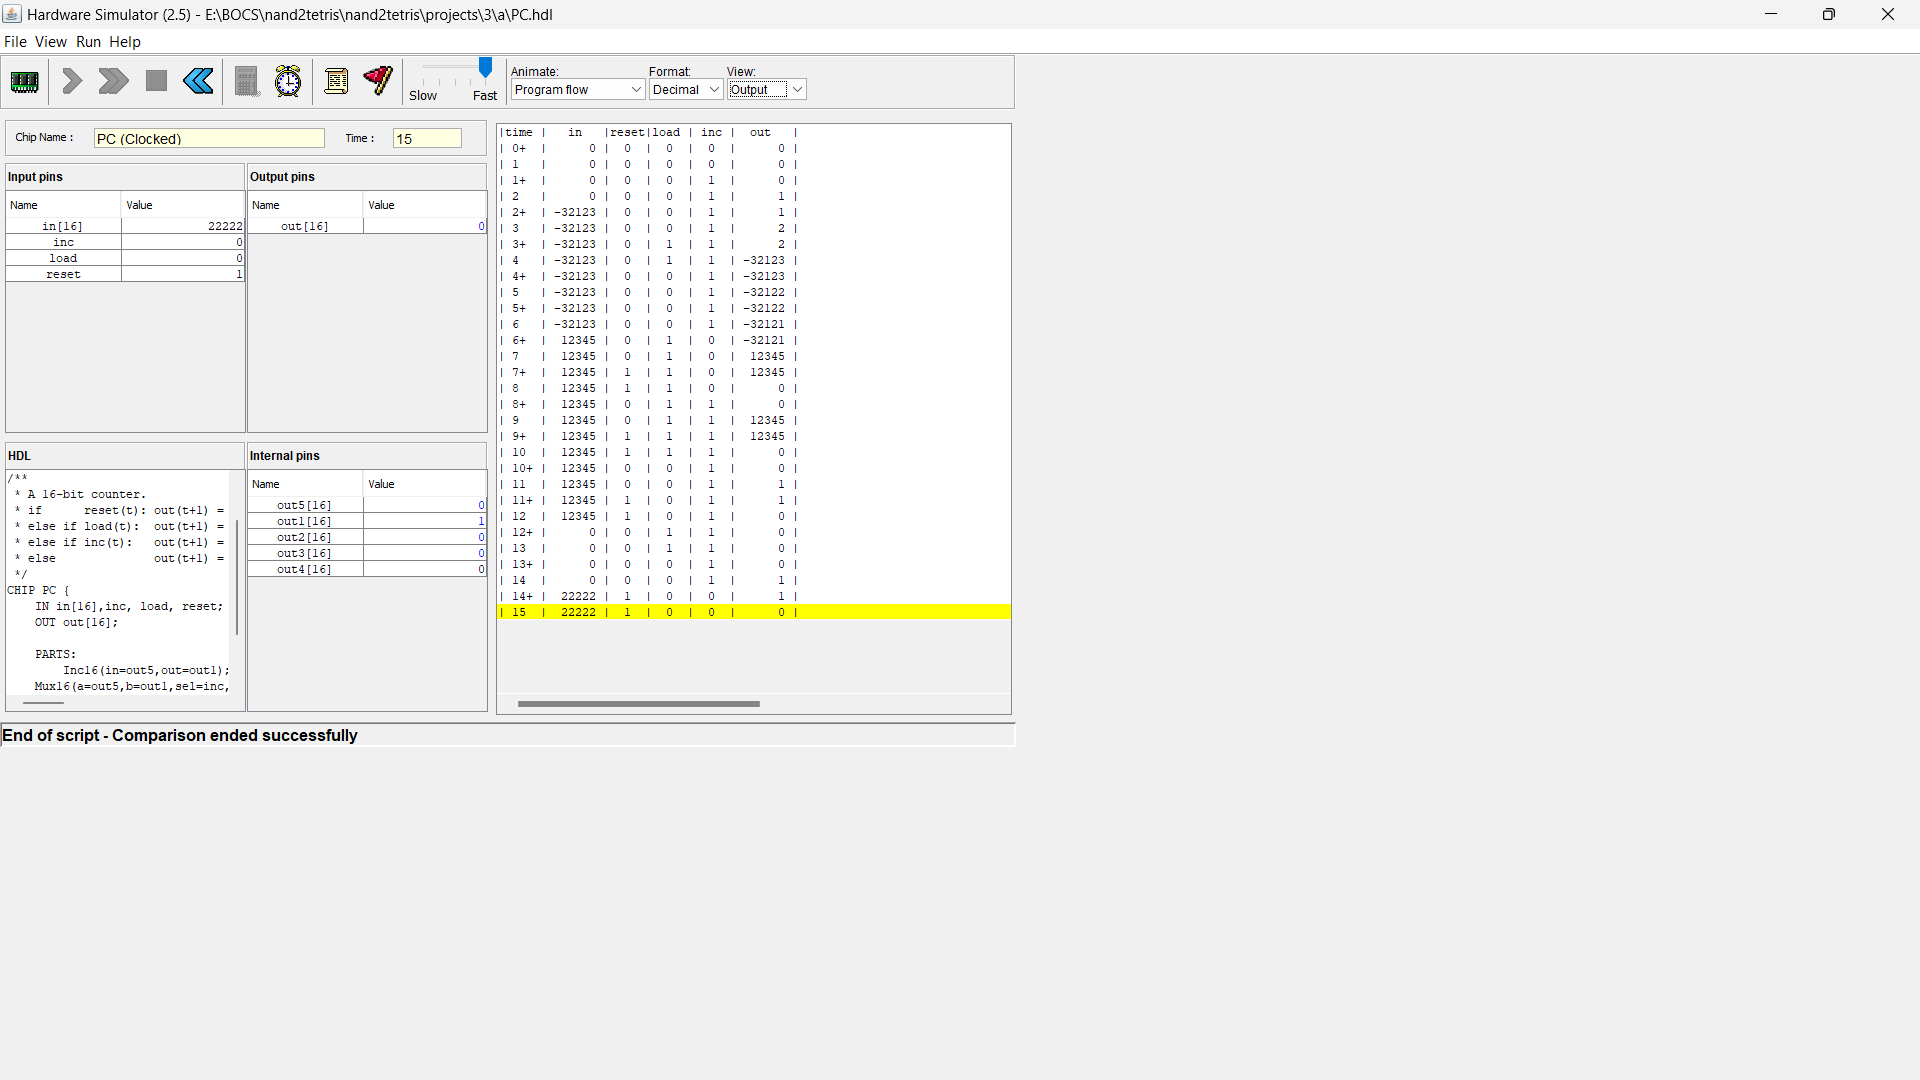 Hardware Simulator (2.5) - E:\BOCS\nand2tetris\nand2tetris\projects\3\a\PC.hdl
File View Run Help
Slow Fast
Animate: Format: View:
Program flow Decimal Output
Chip Name : PC (Clocked) Time : 15
Input pins
Name Value
in[16] 22222
inc 0
load 0
reset 1
Output pins
Name Value
out[16] 0
HDL
/**
* A 16-bit counter.
* if reset(t): out(t+1) =
* else if load(t): out(t+1) =
* else if inc(t): out(t+1) =
* else out(t+1) =
*/
CHIP PC {
IN in[16],inc, load, reset;
OUT out[16];
PARTS:
Inc16(in=out5,out=out1);
Mux16(a=out5,b=out1,sel=inc,
Internal pins
Name Value
out5[16] 0
out1[16] 1
out2[16] 0
out3[16] 0
out4[16] 0
|time | in |reset|load | inc | out |
| 0+ | 0 | 0 | 0 | 0 | 0 |
| 1 | 0 | 0 | 0 | 0 | 0 |
| 1+ | 0 | 0 | 0 | 1 | 0 |
| 2 | 0 | 0 | 0 | 1 | 1 |
| 2+ | -32123 | 0 | 0 | 1 | 1 |
| 3 | -32123 | 0 | 0 | 1 | 2 |
| 3+ | -32123 | 0 | 1 | 1 | 2 |
| 4 | -32123 | 0 | 1 | 1 | -32123 |
| 4+ | -32123 | 0 | 0 | 1 | -32123 |
| 5 | -32123 | 0 | 0 | 1 | -32122 |
| 5+ | -32123 | 0 | 0 | 1 | -32122 |
| 6 | -32123 | 0 | 0 | 1 | -32121 |
| 6+ | 12345 | 0 | 1 | 0 | -32121 |
| 7 | 12345 | 0 | 1 | 0 | 12345 |
| 7+ | 12345 | 1 | 1 | 0 | 12345 |
| 8 | 12345 | 1 | 1 | 0 | 0 |
| 8+ | 12345 | 0 | 1 | 1 | 0 |
| 9 | 12345 | 0 | 1 | 1 | 12345 |
| 9+ | 12345 | 1 | 1 | 1 | 12345 |
| 10 | 12345 | 1 | 1 | 1 | 0 |
| 10+ | 12345 | 0 | 0 | 1 | 0 |
| 11 | 12345 | 0 | 0 | 1 | 1 |
| 11+ | 12345 | 1 | 0 | 1 | 1 |
| 12 | 12345 | 1 | 0 | 1 | 0 |
| 12+ | 0 | 0 | 1 | 1 | 0 |
| 13 | 0 | 0 | 1 | 1 | 0 |
| 13+ | 0 | 0 | 0 | 1 | 0 |
| 14 | 0 | 0 | 0 | 1 | 1 |
| 14+ | 22222 | 1 | 0 | 0 | 1 |
| 15 | 22222 | 1 | 0 | 0 | 0 |
End of script - Comparison ended successfully